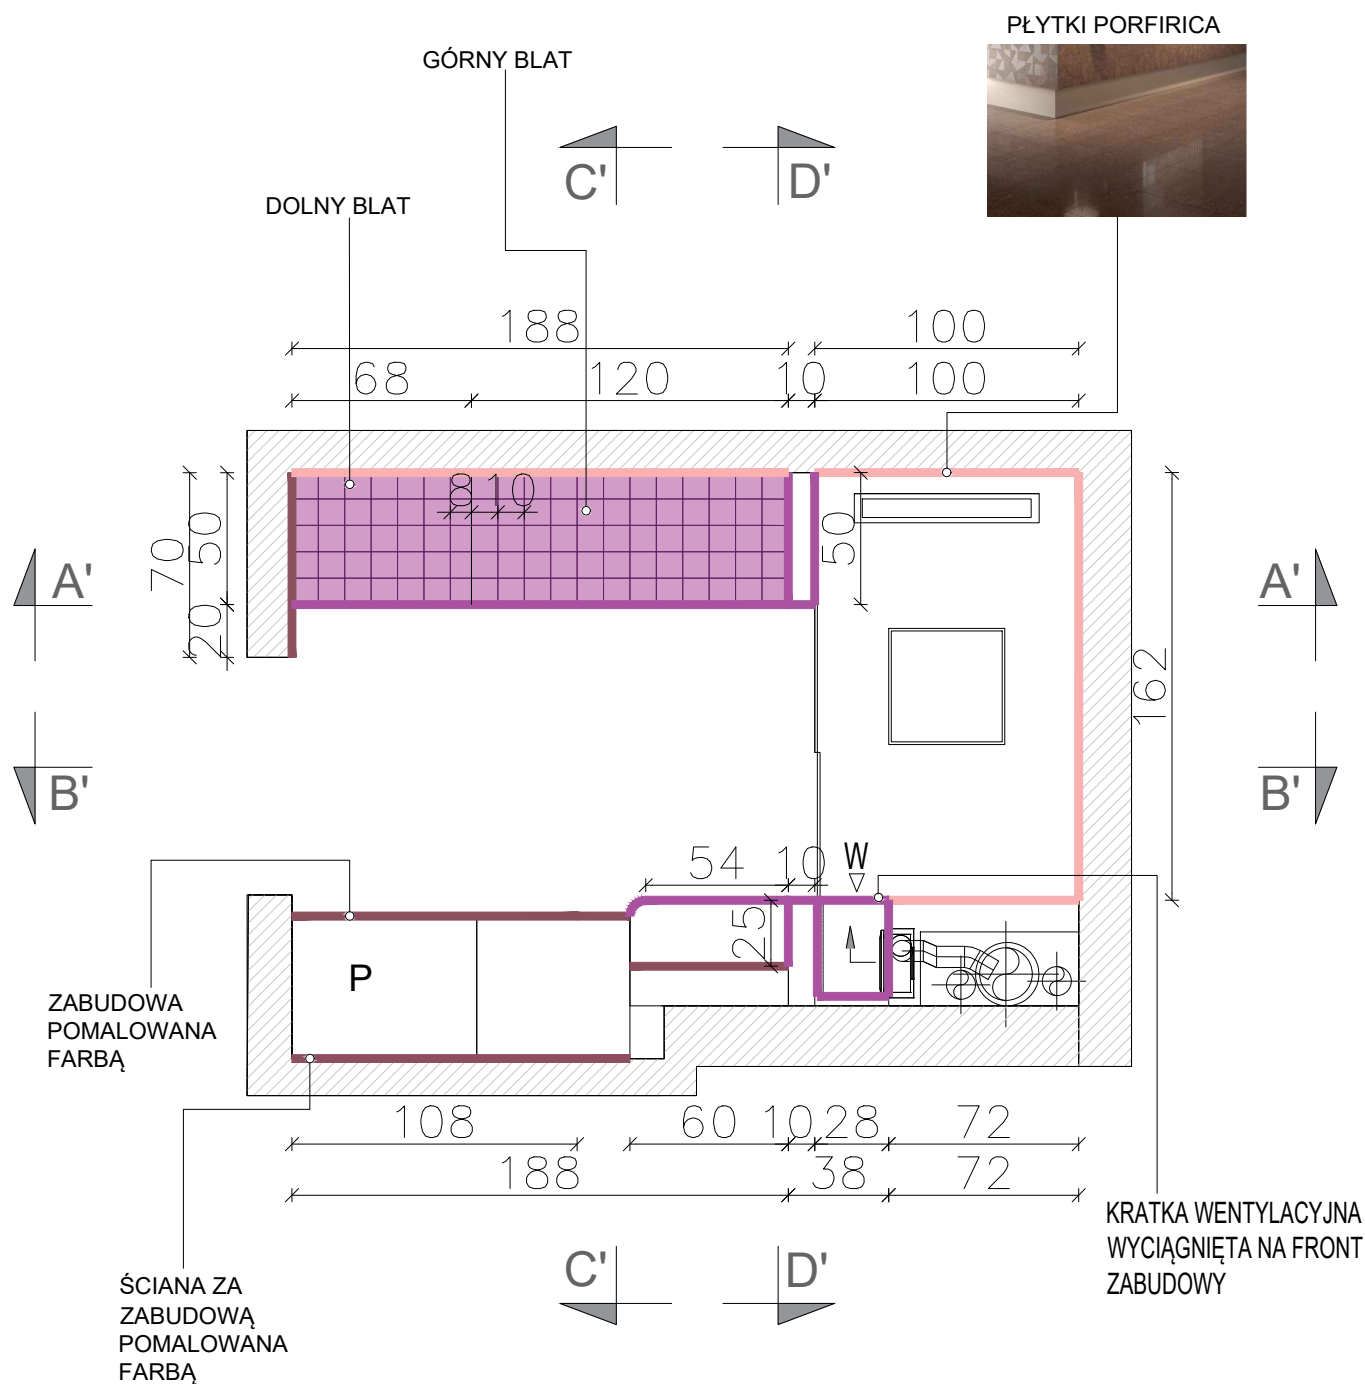 PŁYTKI PORFIRICA
GÓRNY BLAT
C' D'
DOLNY BLAT
188 100
68 120 10 100
8 10
70 50 20
50
A' A'
162
B' B'
54 10 W
25
P
ZABUDOWA
POMALOWANA
FARBĄ
108 60 10 28 72
188 38 72
KRATKA WENTYLACYJNA
WYCIĄGNIĘTA NA FRONT
ZABUDOWY
C' D'
ŚCIANA ZA
ZABUDOWĄ
POMALOWANA
FARBĄ